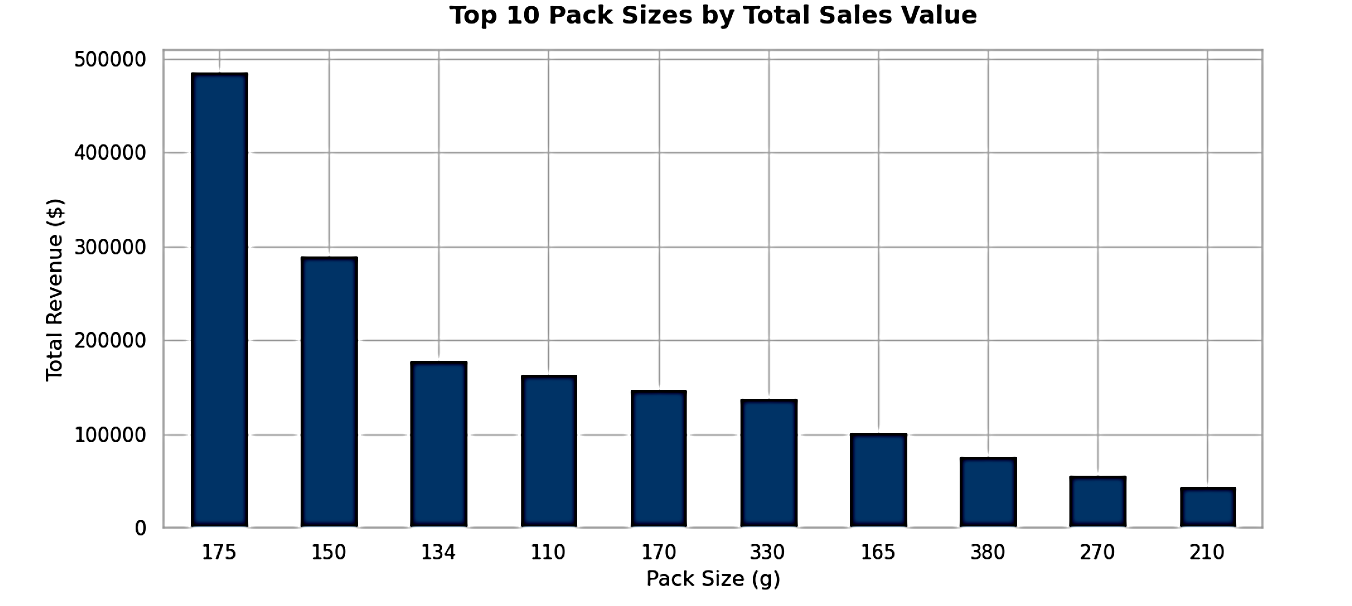 Top 10 Pack Sizes by Total Sales Value
500000
400000
300000
200000
100000
0
Total Revenue ($)
175 150 134 110 170 330 165 380 270 210
Pack Size (g)